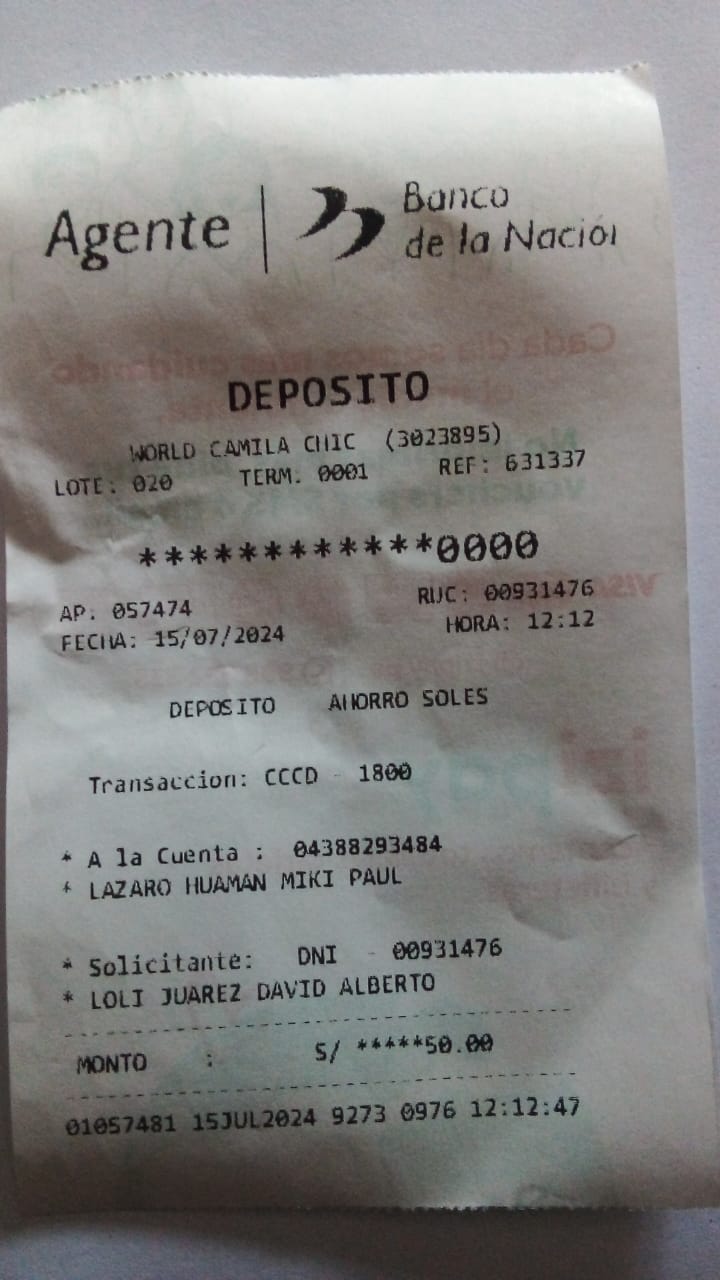 Agente | Banco
de la Nación
DEPOSITO
WORLD CAMILA CHIC (3023895)
LOTE: 020 TERM. 0001 REF: 631337
************0000
AP: 057474 RUC: 00931476
FECHA: 15/07/2024 HORA: 12:12
DEPOSITO AHORRO SOLES
Transaccion: CCCD - 1800
* A la Cuenta : 04388293484
* LAZARO HUAMAN MIKI PAUL
* Solicitante: DNI - 00931476
* LOLI JUAREZ DAVID ALBERTO
MONTO : S/ *****50.00
01057481 15JUL2024 9273 0976 12:12:47